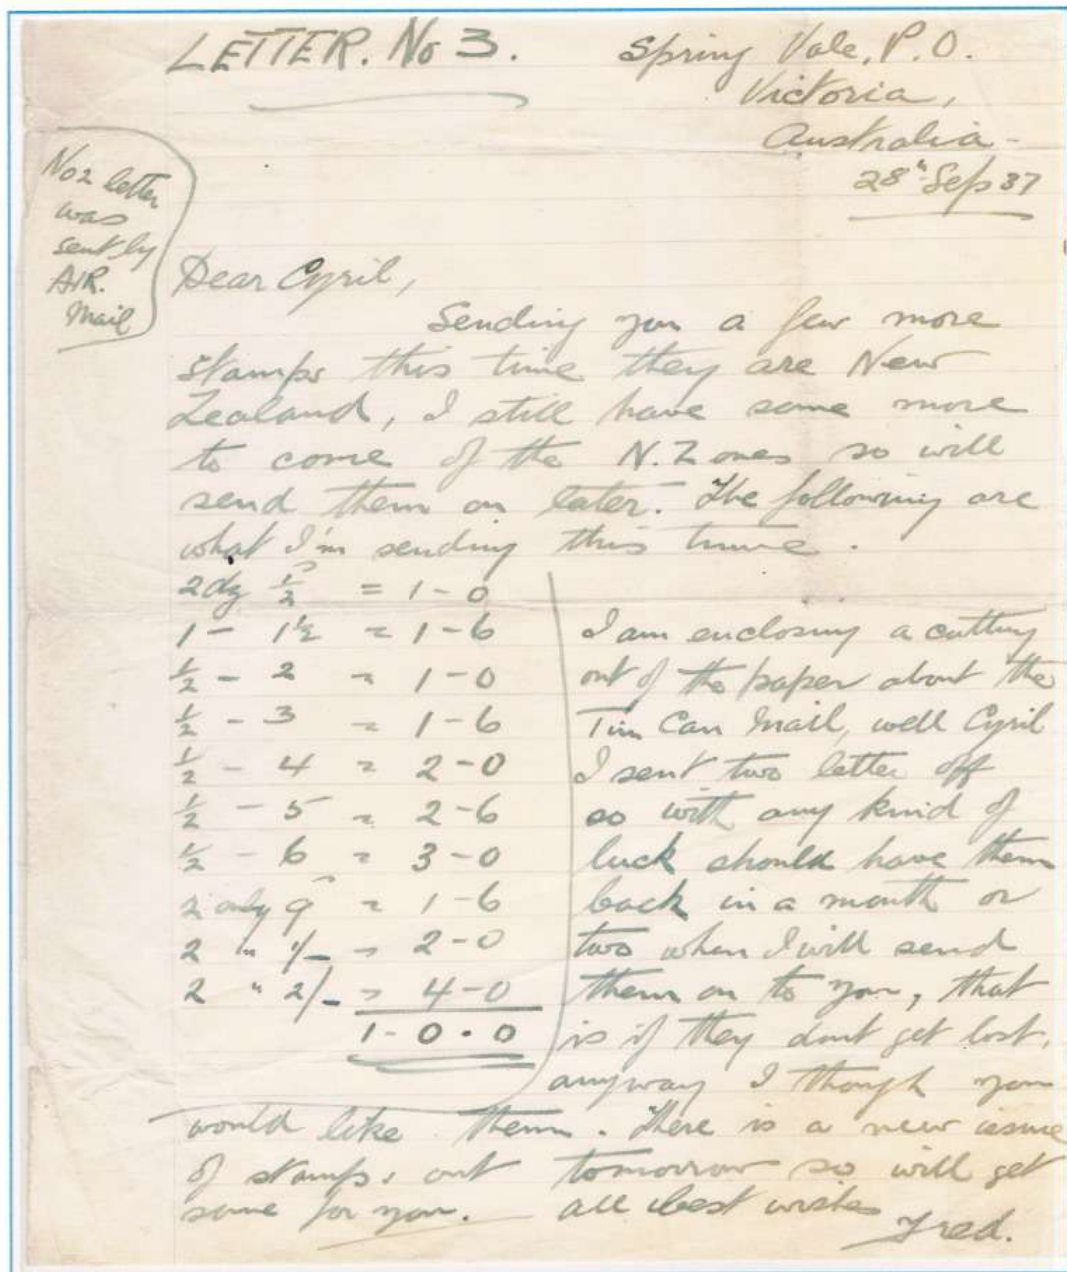 LETTER. No 3.
Spring Vale, P.O.
Victoria,
Australia -
28" Sep 37
No 2 letter
was
sent by
AIR.
Mail
Dear Cyril,
Sending you a few more
stamps this time they are New
Zealand, I still have some more
to come of the N.Z ones so will
send them on later. The following are
what I'm sending this time.
2 dz ½ = 1-0
1 - 1½ = 1-6
½ - 2 = 1-0
½ - 3 = 1-6
½ - 4 = 2-0
½ - 5 = 2-6
½ - 6 = 3-0
2 only 9 = 1-6
2 " 1/- = 2-0
2 " 2/- = 4-0
1-0-0
I am enclosing a cutting
out of the paper about the
Tin Can Mail, well Cyril
I sent two letter off
so with any kind of
luck should have them
back in a month or
two when I will send
them on to you, that
is if they dont get lost,
anyway I though you
would like them. There is a new issue
of stamps out tomorrow so will get
some for you. all best wishes
Fred.